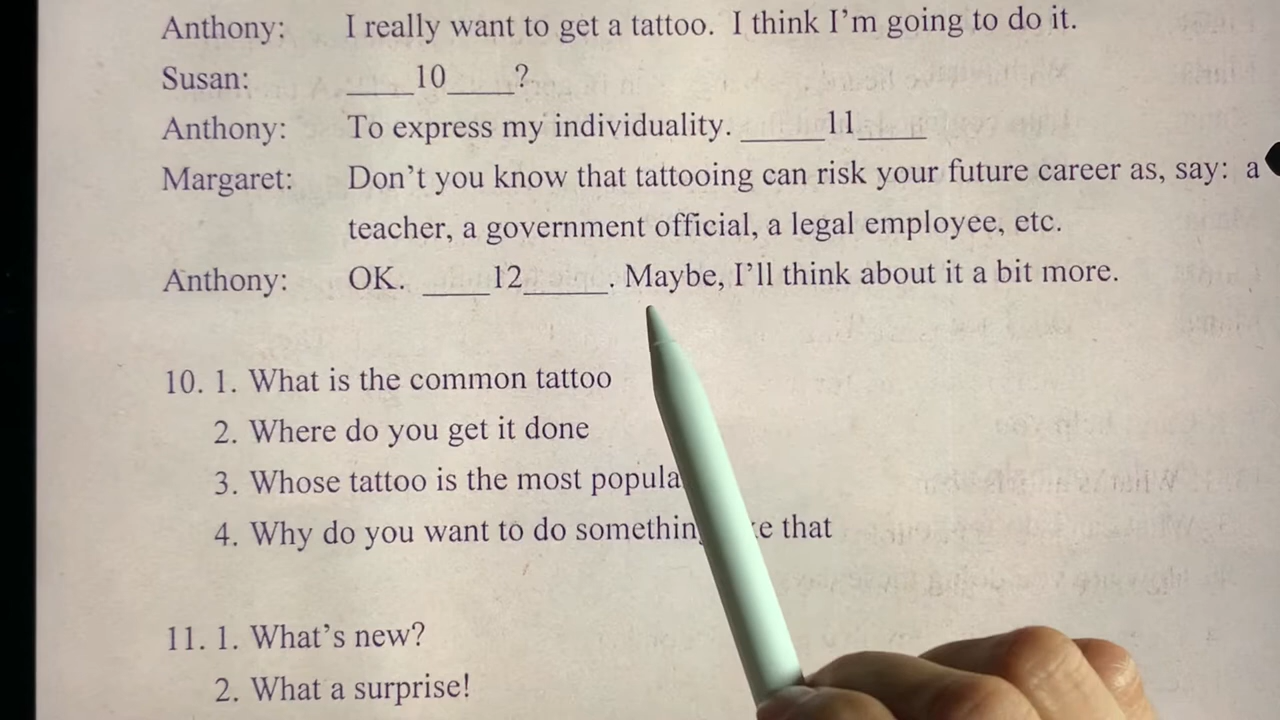 Anthony: I really want to get a tattoo. I think I'm going to do it.
Susan: ____10____?
Anthony: To express my individuality. _____11____
Margaret: Don't you know that tattooing can risk your future career as, say: a
teacher, a government official, a legal employee, etc.
Anthony: OK. ____12_____. Maybe, I'll think about it a bit more.
10. 1. What is the common tattoo
2. Where do you get it done
3. Whose tattoo is the most
4. Why do you want to do that
11. 1. What's new?
2. What a surprise!